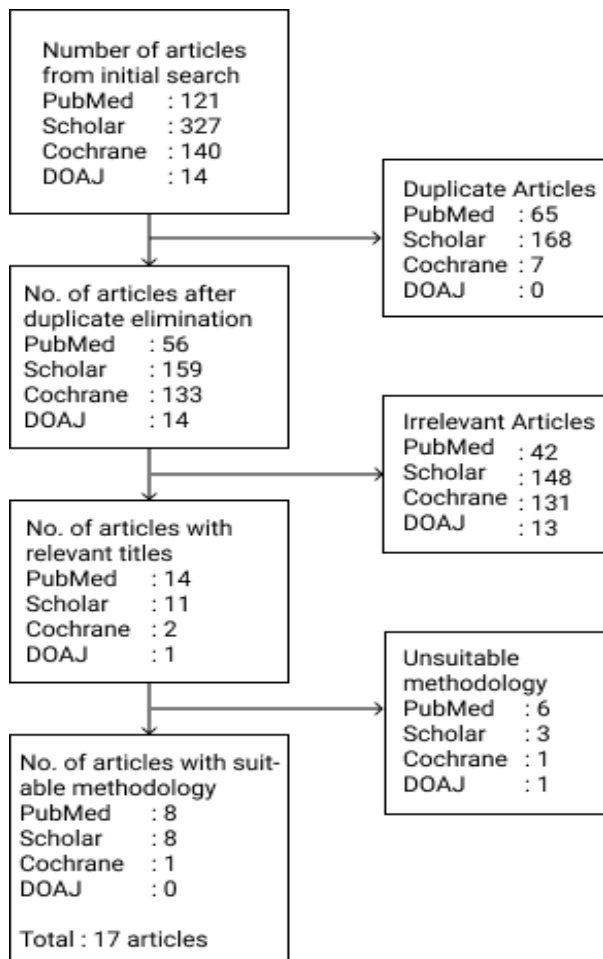 Number of articles
from initial search
PubMed : 121
Scholar : 327
Cochrane : 140
DOAJ : 14
Duplicate Articles
PubMed : 65
Scholar : 168
Cochrane : 7
DOAJ : 0
No. of articles after
duplicate elimination
PubMed : 56
Scholar : 159
Cochrane : 133
DOAJ : 14
Irrelevant Articles
PubMed : 42
Scholar : 148
Cochrane : 131
DOAJ : 13
No. of articles with
relevant titles
PubMed : 14
Scholar : 11
Cochrane : 2
DOAJ : 1
Unsuitable
methodology
PubMed : 6
Scholar : 3
Cochrane : 1
DOAJ : 1
No. of articles with suit-
able methodology
PubMed : 8
Scholar : 8
Cochrane : 1
DOAJ : 0
Total : 17 articles